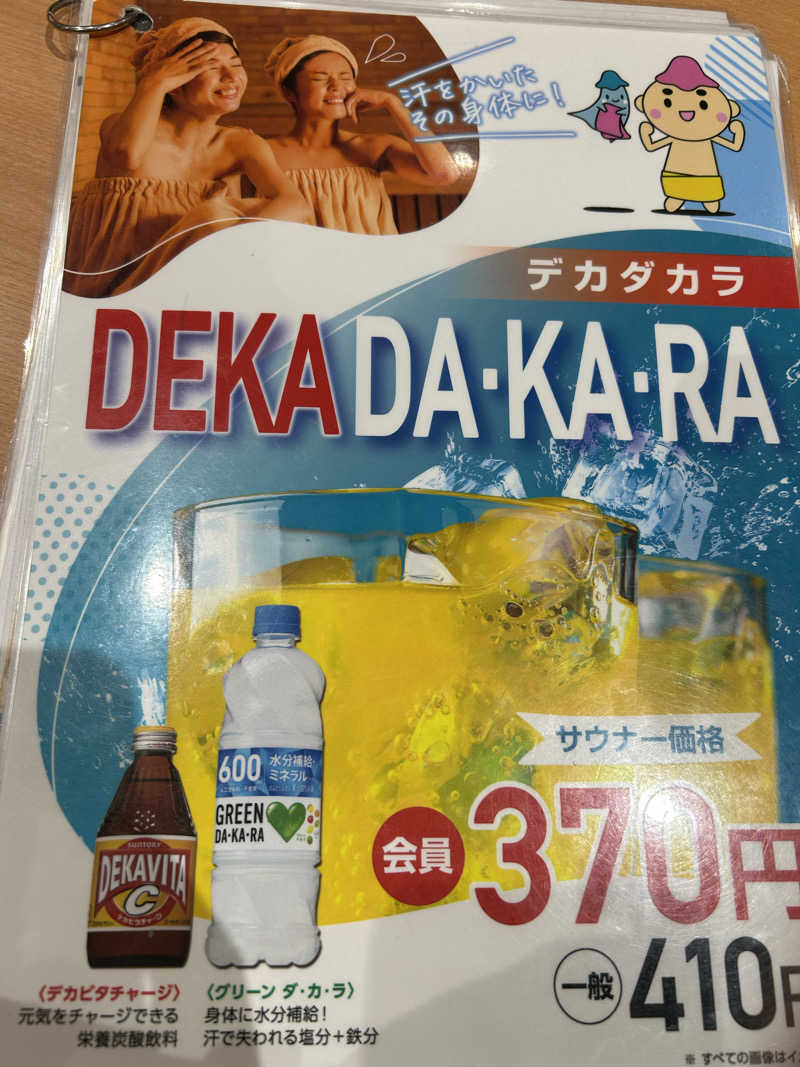 汗をかいた
その身体に!
デカダカラ
DEKA DA・KA・RA
サウナー価格
会員 370円
一般 410円
600 水分補給・
ミネラル
GREEN
DA・KA・RA
SUNTORY
DEKAVITA
C
デカビタチャージ
〈デカビタチャージ〉
元気をチャージできる
栄養炭酸飲料
〈グリーン ダ・カ・ラ〉
身体に水分補給!
汗で失われる塩分+鉄分
※ すべての画像はイ